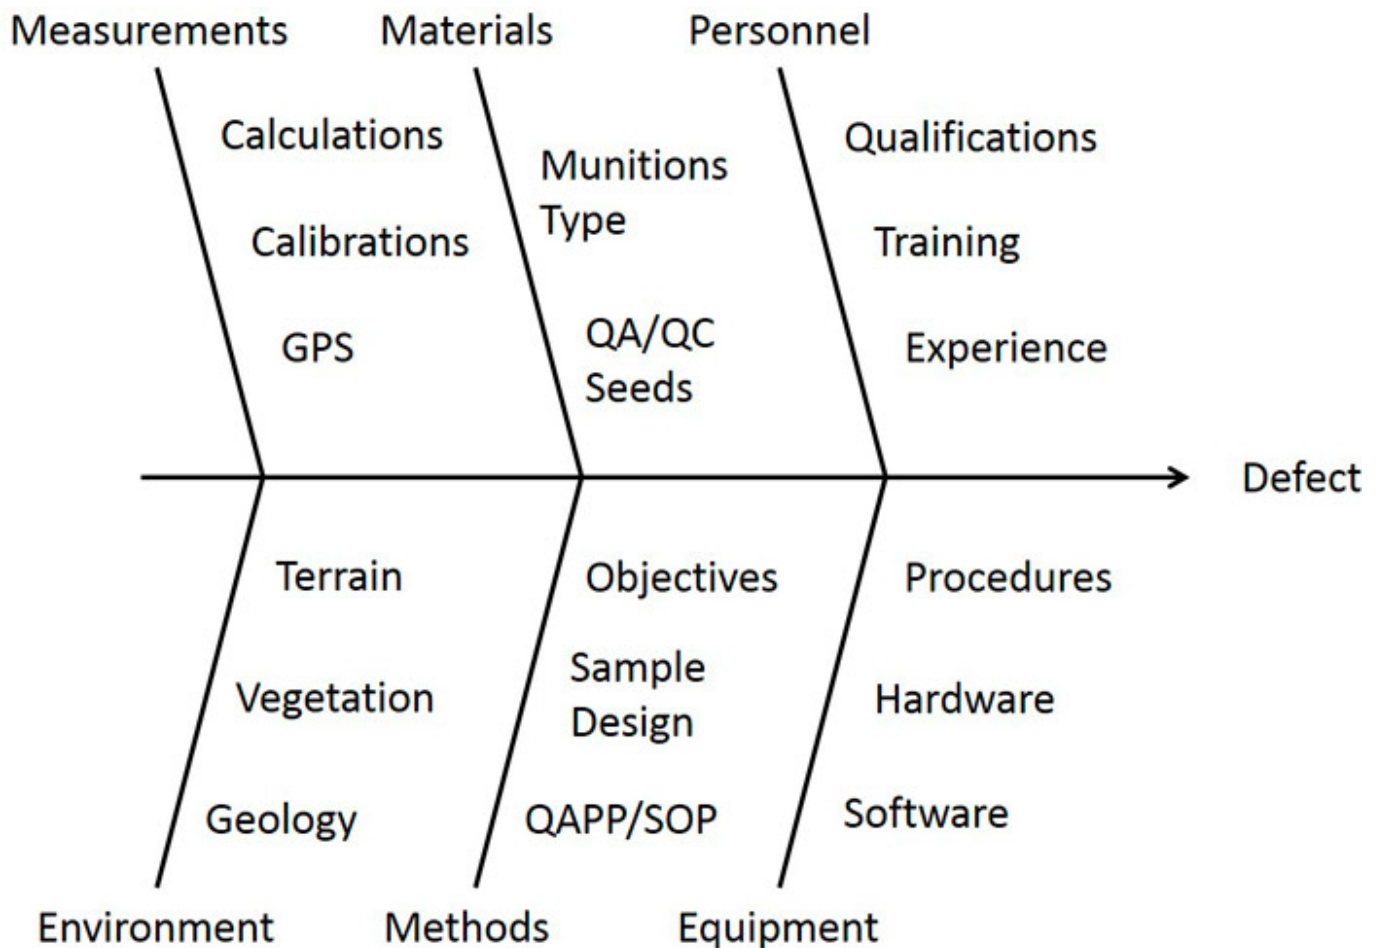 Measurements
Materials
Personnel
Calculations
Calibrations
GPS
Munitions
Type
QA/QC
Seeds
Qualifications
Training
Experience
Defect
Terrain
Vegetation
Geology
Objectives
Sample
Design
QAPP/SOP
Procedures
Hardware
Software
Environment
Methods
Equipment